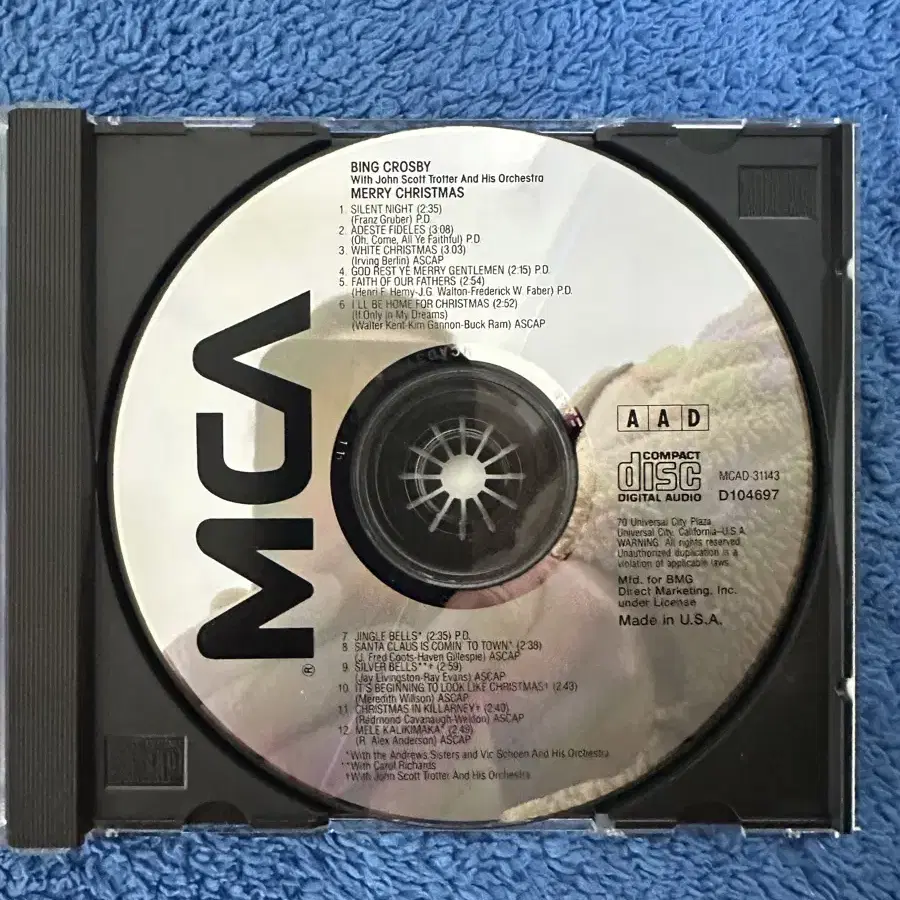 BING CROSBY
With John Scott Trotter And His Orchestra
MERRY CHRISTMAS
1. SILENT NIGHT (2:35)
(Franz Gruber) P.D.
2. ADESTE FIDELES (3:08)
(Oh, Come, All Ye Faithful) P.D.
3. WHITE CHRISTMAS (3:03)
(Irving Berlin) ASCAP
4. GOD REST YE MERRY GENTLEMEN (2:15) P.D.
5. FAITH OF OUR FATHERS (2:54)
(Henri F. Hemy-J.G. Walton-Frederick W. Faber) P.D.
6. I'LL BE HOME FOR CHRISTMAS (2:52)
(If Only In My Dreams)
(Walter Kent-Kim Gannon-Buck Ram) ASCAP
MCA®
AAD
COMPACT
disc
DIGITAL AUDIO
MCAD-31143
D104697
70 Universal City Plaza
Universal City, California—U.S.A.
WARNING: All rights reserved.
Unauthorized duplication is a
violation of applicable laws.
Mfd. for BMG
Direct Marketing, Inc.
under License
Made in U.S.A.
7. JINGLE BELLS* (2:35) P.D.
8. SANTA CLAUS IS COMIN' TO TOWN* (2:38)
(J. Fred Coots-Haven Gillespie) ASCAP
9. SILVER BELLS**† (2:59)
(Jay Livingston-Ray Evans) ASCAP
10. IT'S BEGINNING TO LOOK LIKE CHRISTMAS† (2:43)
(Meredith Willson) ASCAP
11. CHRISTMAS IN KILLARNEY† (2:40)
(Redmond-Cavanaugh-Weldon) ASCAP
12. MELE KALIKIMAKA* (2:49)
(R. Alex Anderson) ASCAP
*With the Andrews Sisters and Vic Schoen And His Orchestra
**With Carol Richards
†With John Scott Trotter And His Orchestra